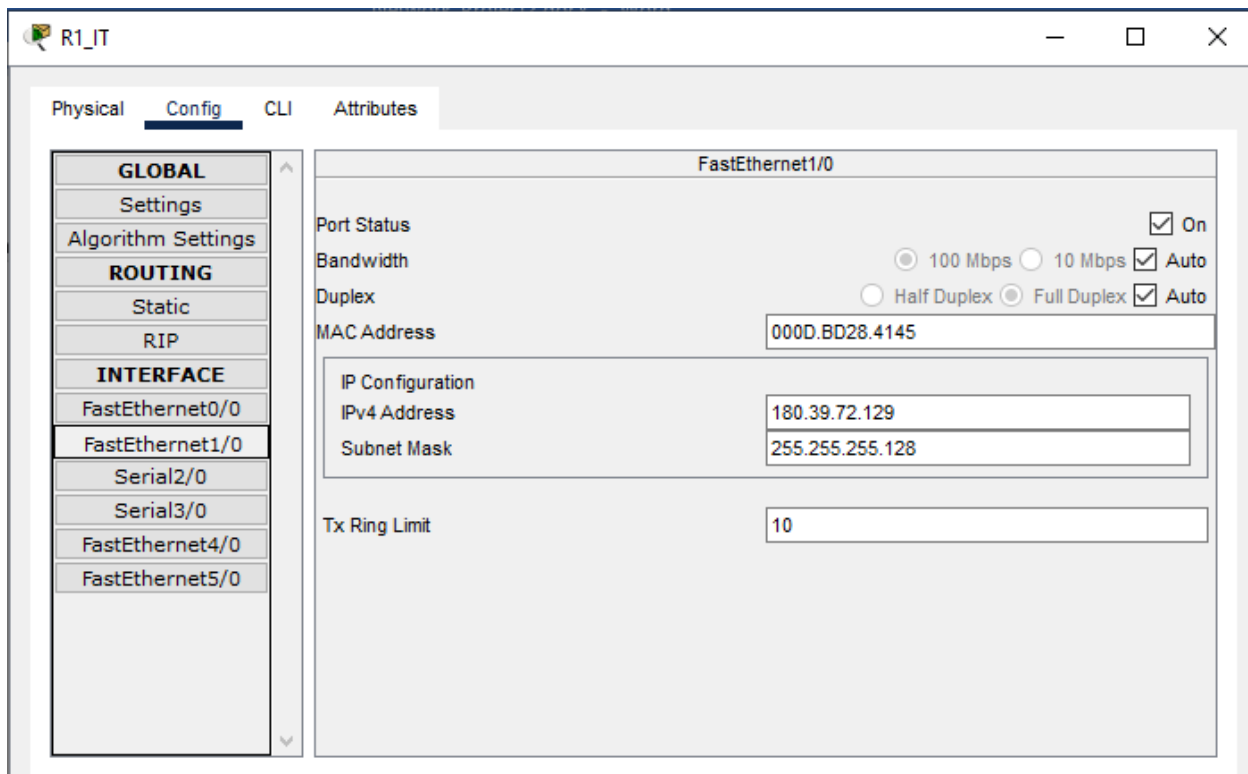 R1_IT
Physical Config CLI Attributes
GLOBAL
Settings
Algorithm Settings
ROUTING
Static
RIP
INTERFACE
FastEthernet0/0
FastEthernet1/0
Serial2/0
Serial3/0
FastEthernet4/0
FastEthernet5/0
FastEthernet1/0
Port Status On
Bandwidth 100 Mbps 10 Mbps Auto
Duplex Half Duplex Full Duplex Auto
MAC Address 000D.BD28.4145
IP Configuration
IPv4 Address 180.39.72.129
Subnet Mask 255.255.255.128
Tx Ring Limit 10